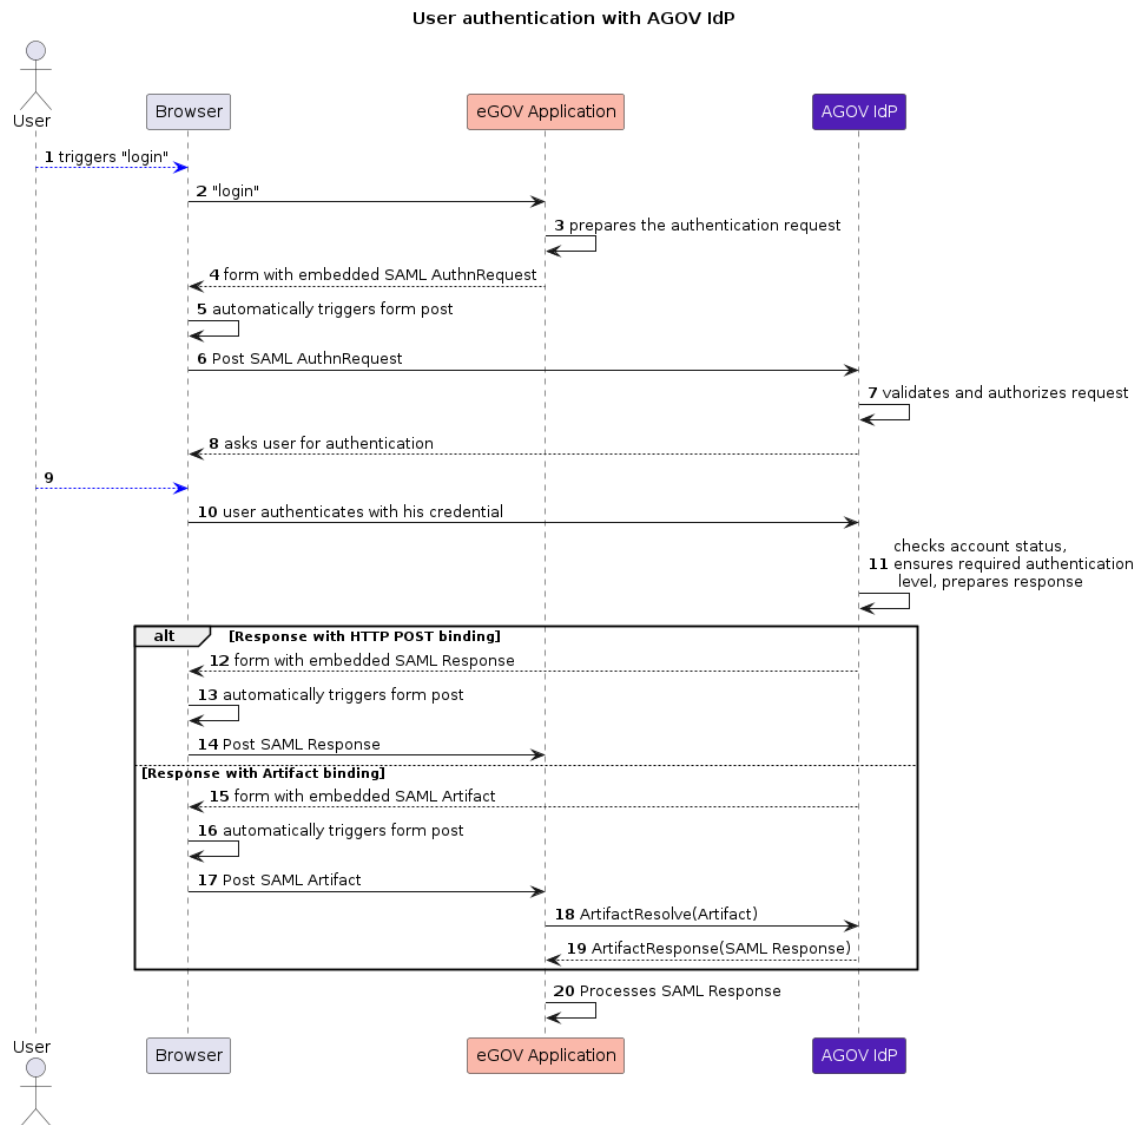 User authentication with AGOV IdP
User
Browser
eGOV Application
AGOV IdP
1 triggers "login"
2 "login"
3 prepares the authentication request
4 form with embedded SAML AuthnRequest
5 automatically triggers form post
6 Post SAML AuthnRequest
7 validates and authorizes request
8 asks user for authentication
9
10 user authenticates with his credential
checks account status,
11 ensures required authentication
level, prepares response
alt [Response with HTTP POST binding]
12 form with embedded SAML Response
13 automatically triggers form post
14 Post SAML Response
[Response with Artifact binding]
15 form with embedded SAML Artifact
16 automatically triggers form post
17 Post SAML Artifact
18 ArtifactResolve(Artifact)
19 ArtifactResponse(SAML Response)
20 Processes SAML Response
User
Browser
eGOV Application
AGOV IdP